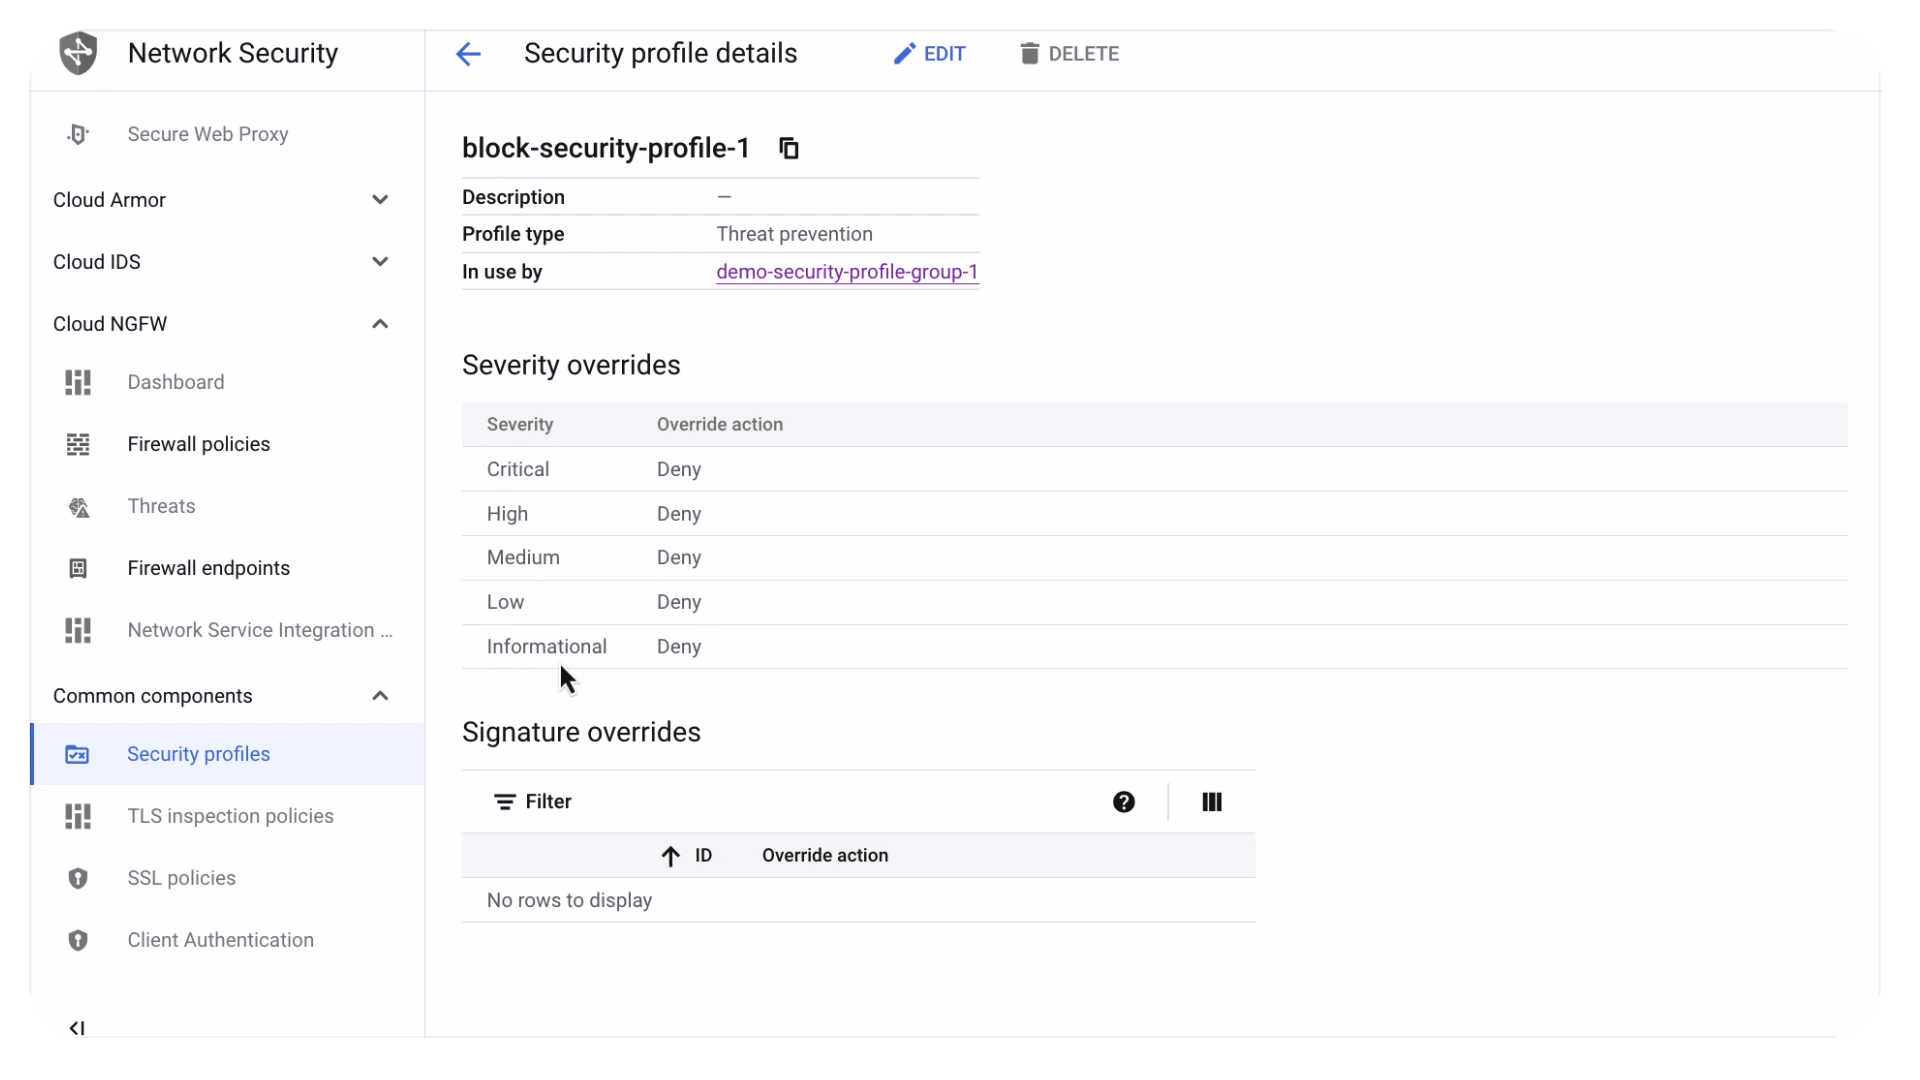 Network Security
Security profile details
EDIT
DELETE
Secure Web Proxy
Cloud Armor
Cloud IDS
Cloud NGFW
Dashboard
Firewall policies
Threats
Firewall endpoints
Network Service Integration ...
Common components
Security profiles
TLS inspection policies
SSL policies
Client Authentication
block-security-profile-1
Description —
Profile type Threat prevention
In use by demo-security-profile-group-1
Severity overrides
Severity Override action
Critical Deny
High Deny
Medium Deny
Low Deny
Informational Deny
Signature overrides
Filter
ID Override action
No rows to display